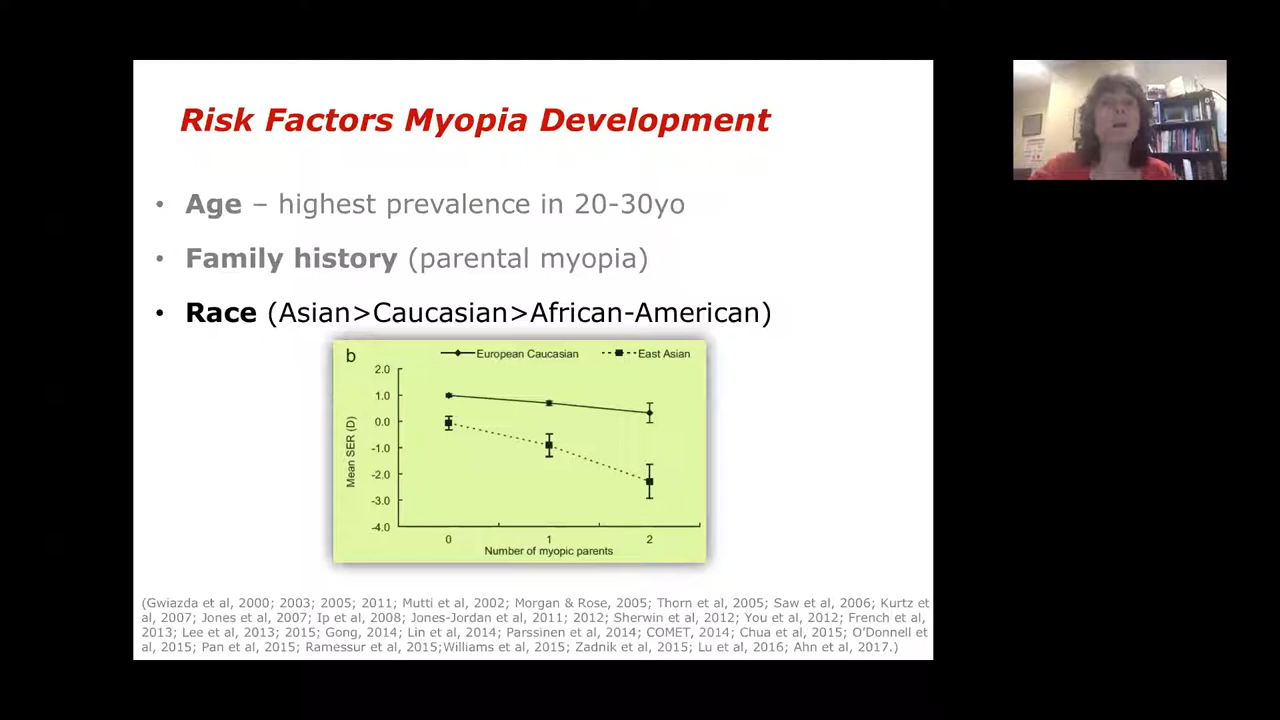 Risk Factors Myopia Development
• Age – highest prevalence in 20-30yo
• Family history (parental myopia)
• Race (Asian>Caucasian>African-American)
b
European Caucasian
East Asian
2.0
1.0
0.0
-1.0
-2.0
-3.0
-4.0
Mean SER (D)
0 1 2
Number of myopic parents
(Gwiazda et al, 2000; 2003; 2005; 2011; Mutti et al, 2002; Morgan & Rose, 2005; Thorn et al, 2005; Saw et al, 2006; Kurtz et
al, 2007; Jones et al, 2007; Ip et al, 2008; Jones-Jordan et al, 2011; 2012; Sherwin et al, 2012; You et al, 2012; French et al,
2013; Lee et al, 2013; 2015; Gong, 2014; Lin et al, 2014; Parssinen et al, 2014; COMET, 2014; Chua et al, 2015; O’Donnell et
al, 2015; Pan et al, 2015; Ramessur et al, 2015;Williams et al, 2015; Zadnik et al, 2015; Lu et al, 2016; Ahn et al, 2017.)